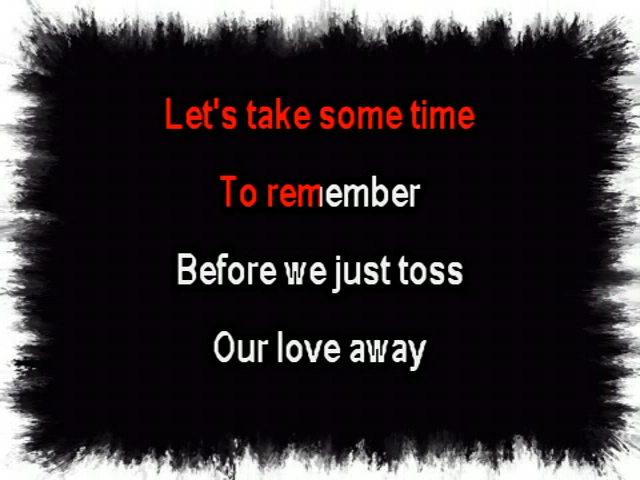 Let's take some time
To remember
Before we just toss
Our love away